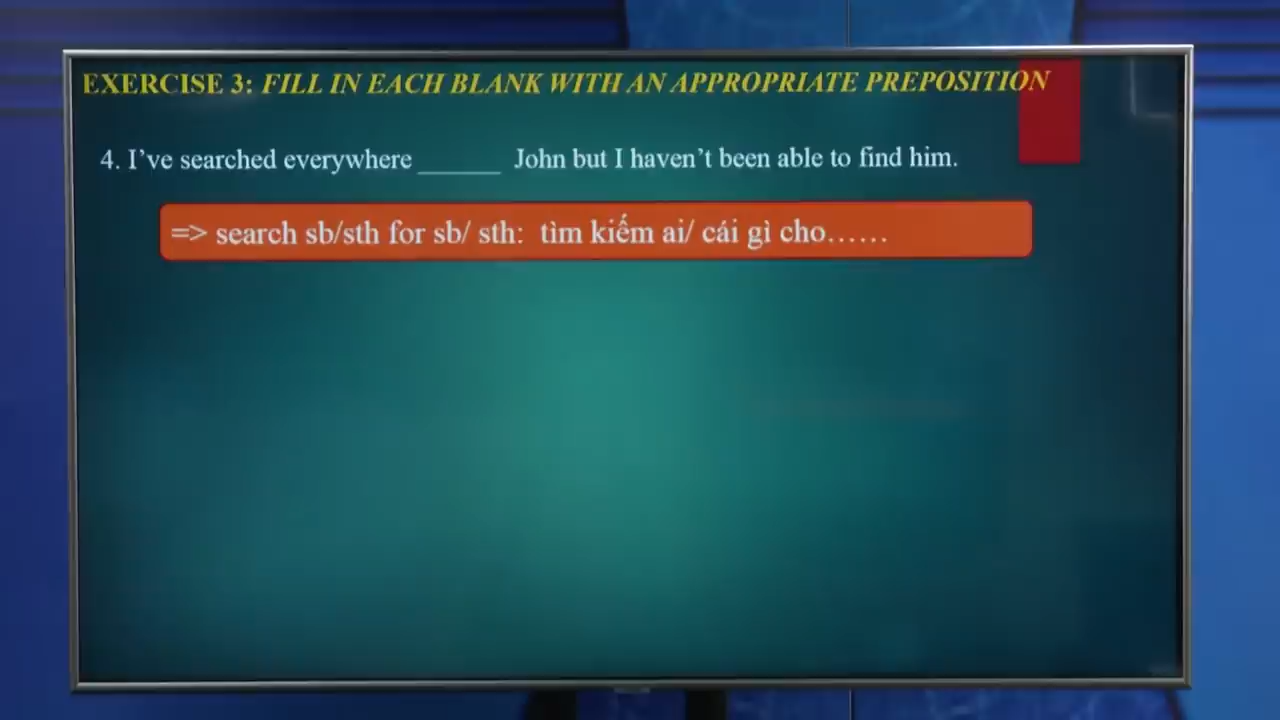 EXERCISE 3: FILL IN EACH BLANK WITH AN APPROPRIATE PREPOSITION
4. I’ve searched everywhere ______ John but I haven’t been able to find him.
=> search sb/sth for sb/ sth: tìm kiếm ai/ cái gì cho……